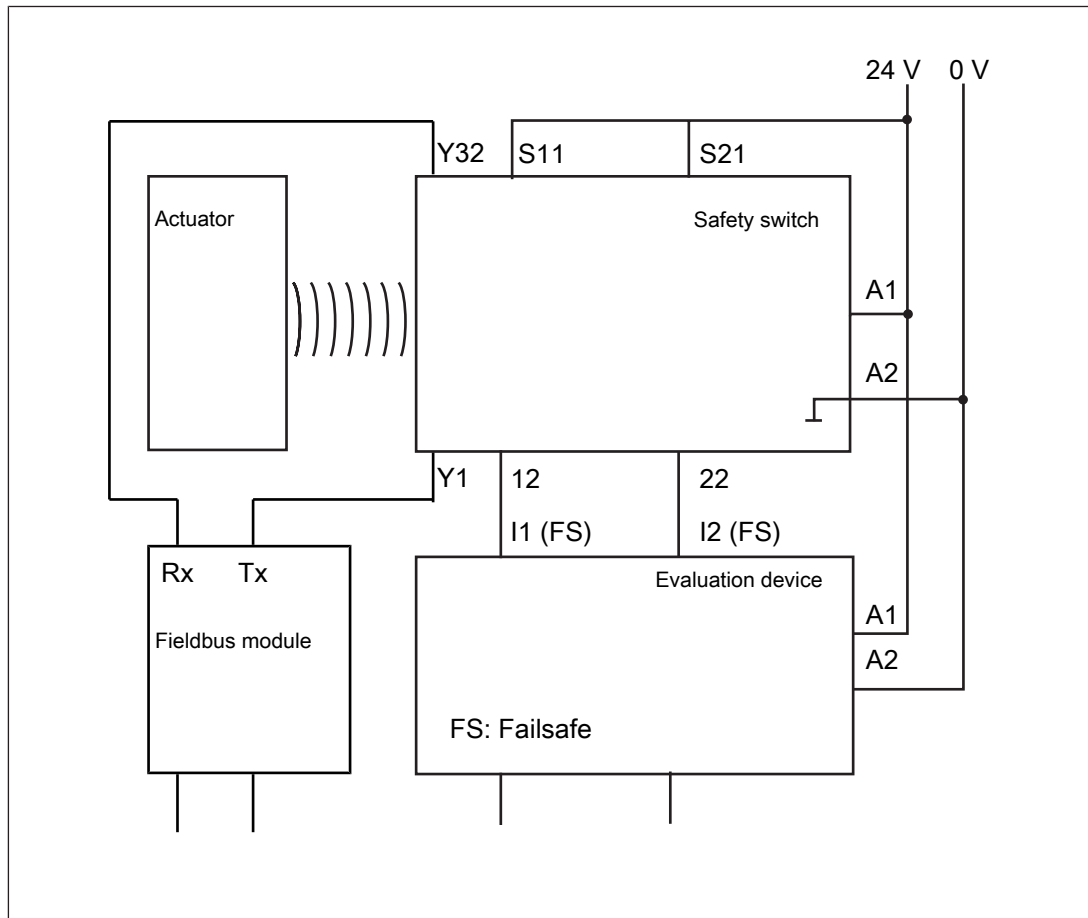 24 V 0 V
Y32 S11 S21
Actuator
Safety switch
A1
A2
Y1 12 22
I1 (FS) I2 (FS)
Rx Tx
Evaluation device
A1
Fieldbus module
A2
FS: Failsafe